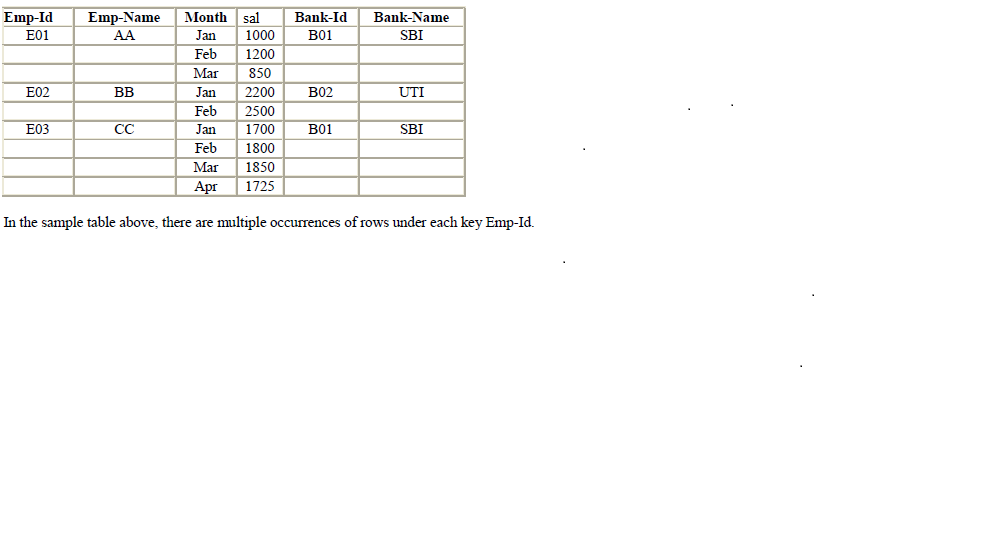 Emp-Id Emp-Name Month sal Bank-Id Bank-Name
E01 AA Jan 1000 B01 SBI
Feb 1200
Mar 850
E02 BB Jan 2200 B02 UTI
Feb 2500
E03 CC Jan 1700 B01 SBI
Feb 1800
Mar 1850
Apr 1725
In the sample table above, there are multiple occurrences of rows under each key Emp-Id.